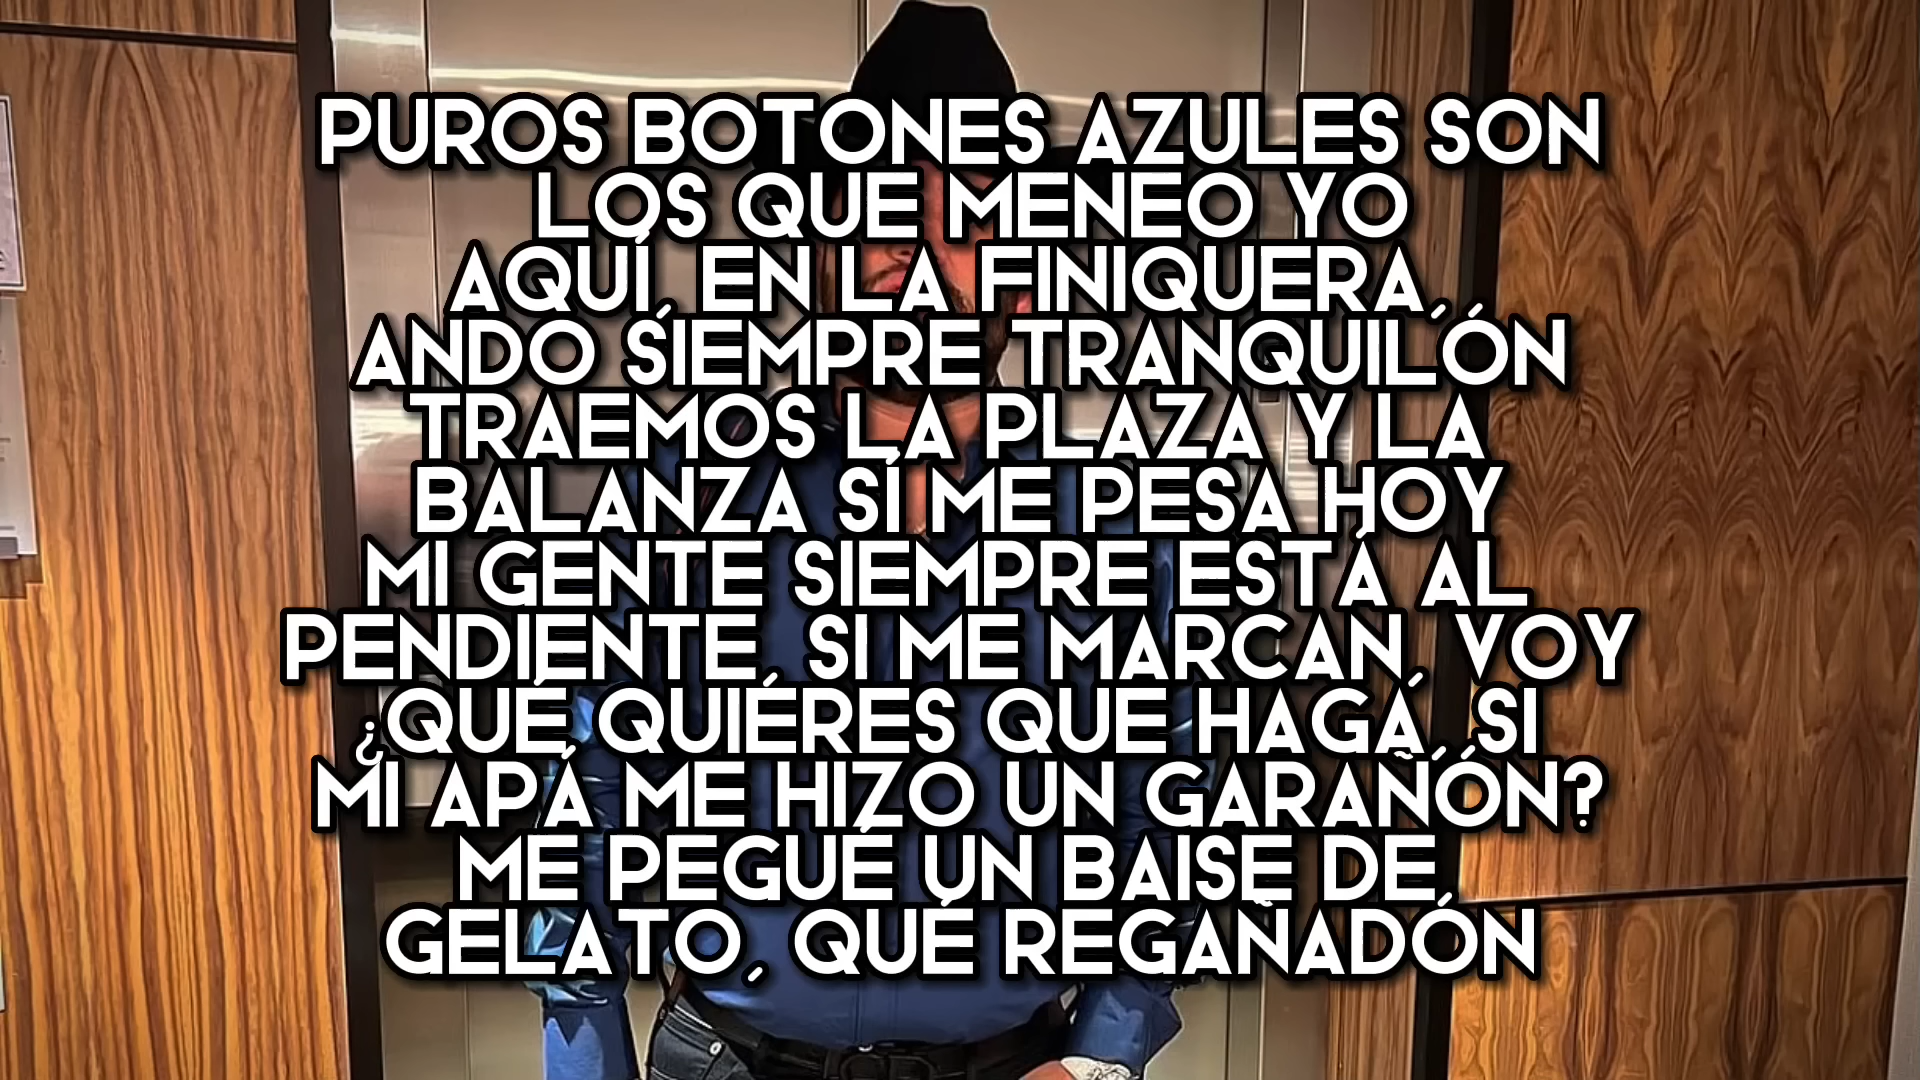 PUROS BOTONES AZULES SON
LOS QUE MENEO YO
AQUÍ, EN LA FINIQUERA,
ANDO SIEMPRE TRANQUILÓN
TRAEMOS LA PLAZA Y LA
BALANZA SÍ ME PESA HOY
MI GENTE SIEMPRE ESTÁ AL
PENDIENTE, SI ME MARCAN, VOY
¿QUÉ QUIERES QUE HAGA, SI
MI APÁ ME HIZO UN GARAÑÓN?
ME PEGUÉ UN BAISE DE
GELATO, QUÉ REGAÑADÓN